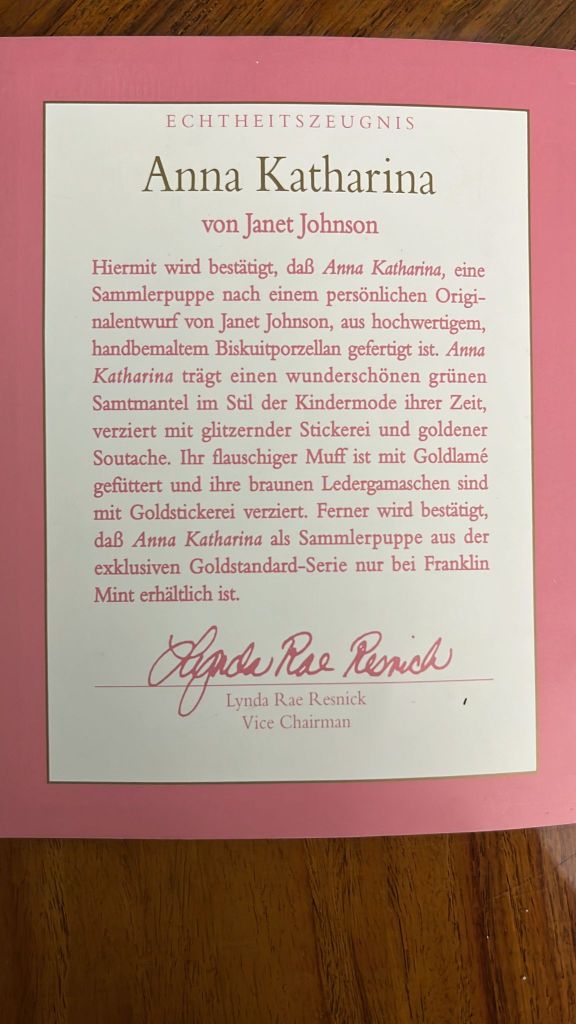 ECHTHEITSZEUGNIS
Anna Katharina
von Janet Johnson
Hiermit wird bestätigt, daß Anna Katharina, eine
Sammlerpuppe nach einem persönlichen Origi-
nalentwurf von Janet Johnson, aus hochwertigem,
handbemaltem Biskuitporzellan gefertigt ist. Anna
Katharina trägt einen wunderschönen grünen
Samtmantel im Stil der Kindermode ihrer Zeit,
verziert mit glitzernder Stickerei und goldener
Soutache. Ihr flauschiger Muff ist mit Goldlamé
gefüttert und ihre braunen Ledergamaschen sind
mit Goldstickerei verziert. Ferner wird bestätigt,
daß Anna Katharina als Sammlerpuppe aus der
exklusiven Goldstandard-Serie nur bei Franklin
Mint erhältlich ist.
Lynda Rae Resnick
Lynda Rae Resnick
Vice Chairman